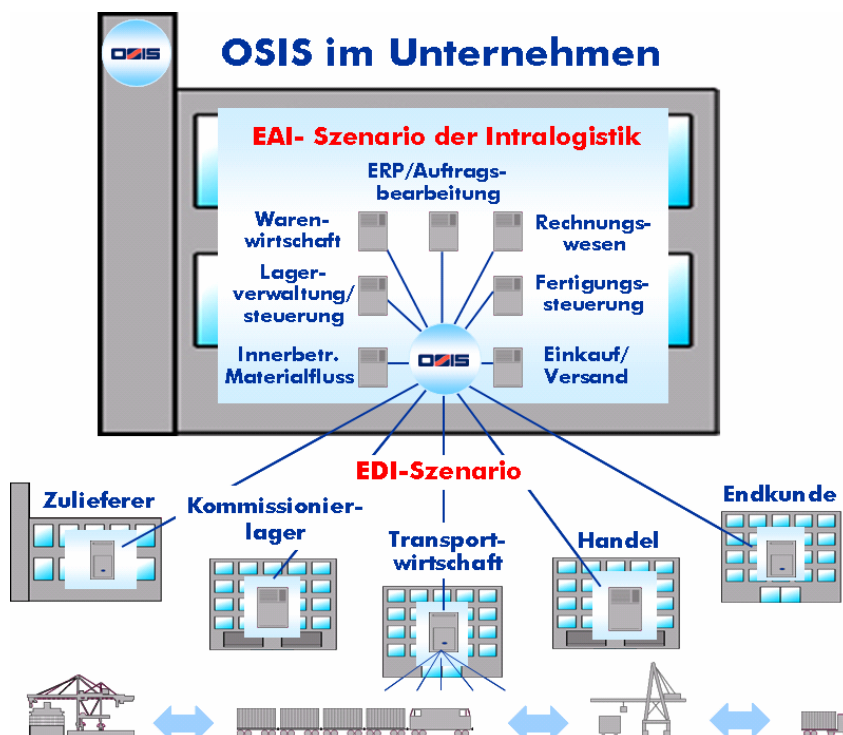 OSIS
OSIS im Unternehmen
EAI- Szenario der Intralogistik
ERP/Auftrags-
bearbeitung
Waren-
wirtschaft
Rechnungs-
wesen
Lager-
verwaltung/
steuerung
Fertigungs-
steuerung
Innerbetr.
Materialfluss
OSIS
Einkauf/
Versand
EDI-Szenario
Zulieferer
Kommissionier-
lager
Transport-
wirtschaft
Handel
Endkunde